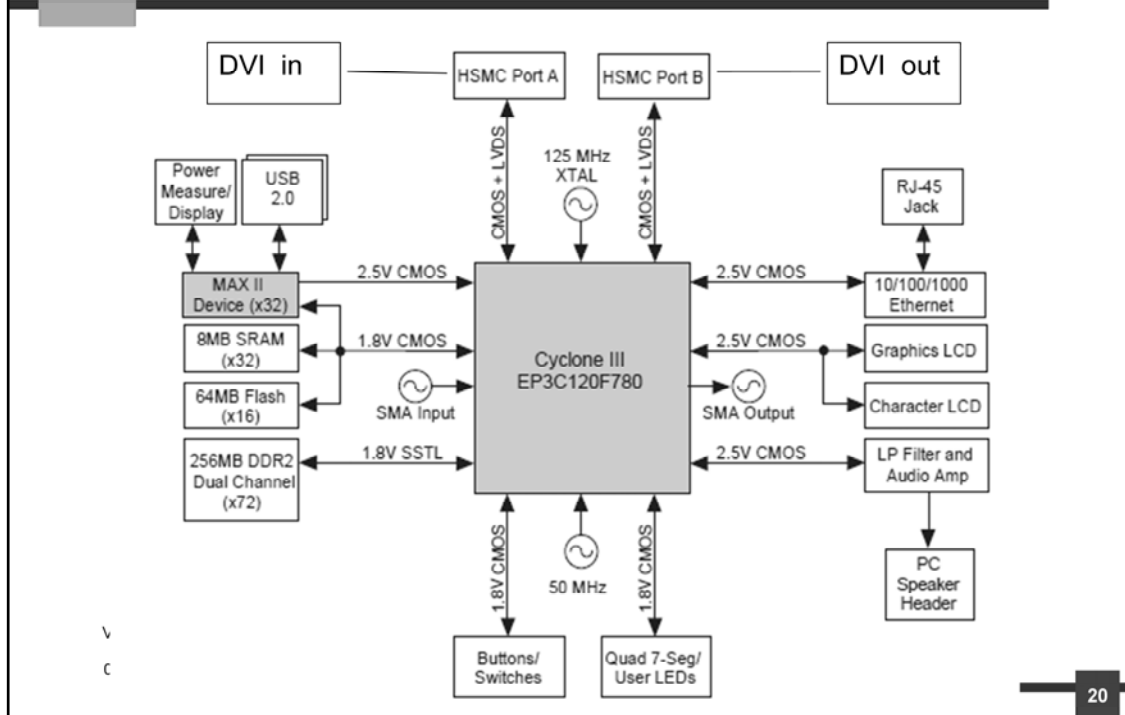 DVI in
HSMC Port A
HSMC Port B
DVI out
CMOS + LVDS
125 MHz
XTAL
CMOS + LVDS
Power
Measure/
Display
USB
2.0
RJ-45
Jack
MAX II
Device (x32)
2.5V CMOS
2.5V CMOS
10/100/1000
Ethernet
8MB SRAM
(x32)
1.8V CMOS
Cyclone III
EP3C120F780
2.5V CMOS
Graphics LCD
64MB Flash
(x16)
SMA Input
SMA Output
Character LCD
256MB DDR2
Dual Channel
(x72)
1.8V SSTL
2.5V CMOS
LP Filter and
Audio Amp
1.8V CMOS
50 MHz
1.8V CMOS
PC
Speaker
Header
Buttons/
Switches
Quad 7-Seg/
User LEDs
20